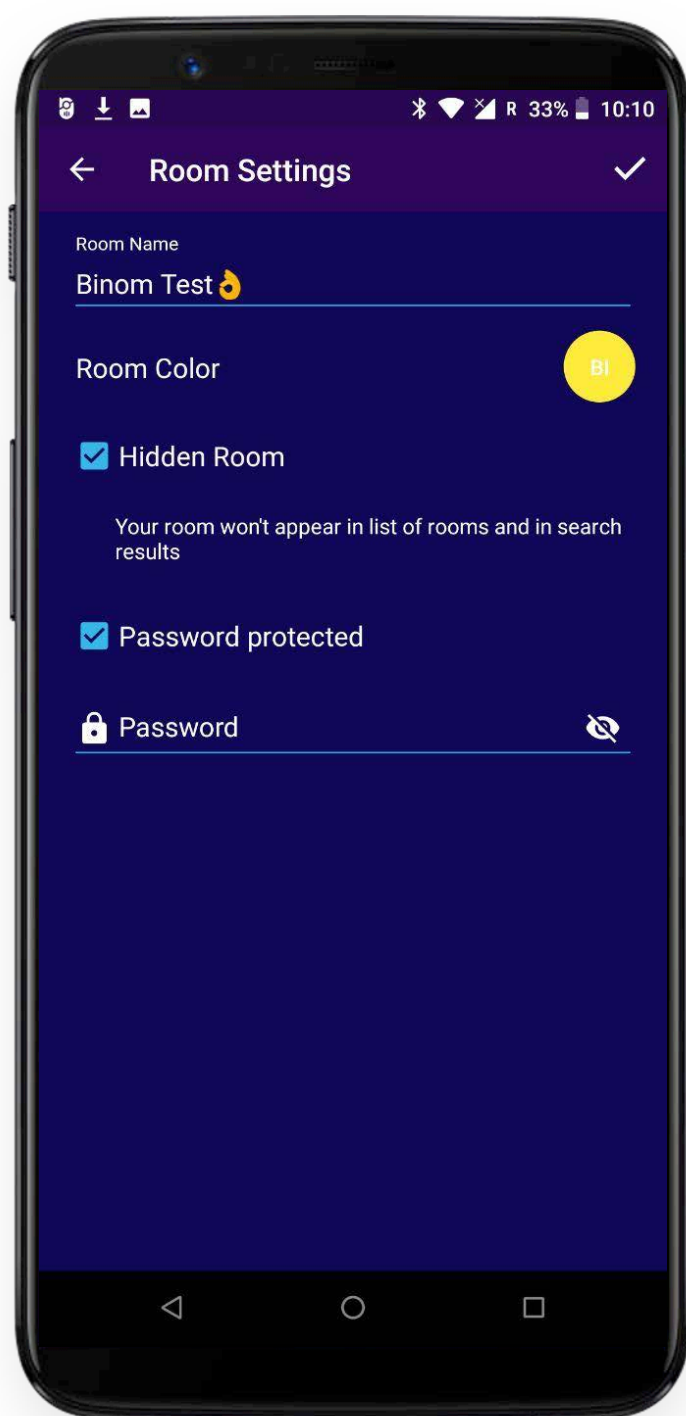 R 33% 10:10
Room Settings
Room Name
Binom Test👌
Room Color
BI
Hidden Room
Your room won't appear in list of rooms and in search
results
Password protected
Password